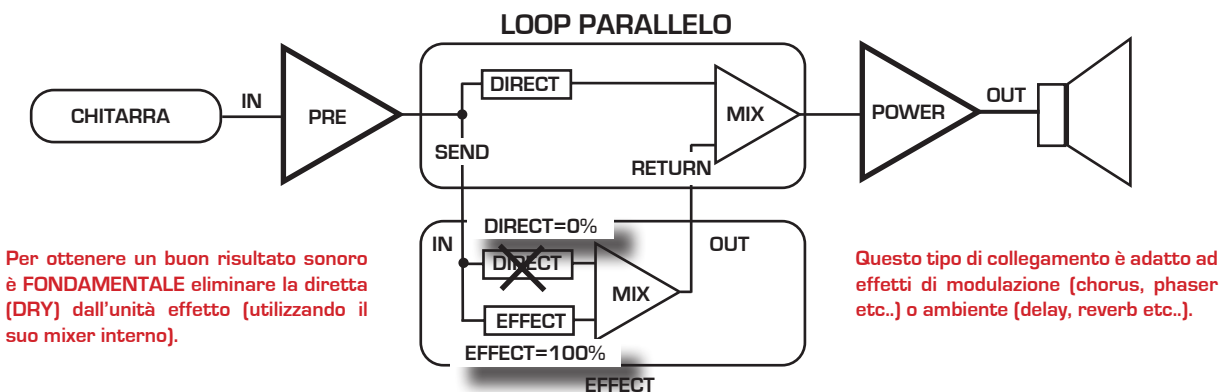 LOOP PARALLELO
CHITARRA
IN
PRE
DIRECT
SEND
MIX
RETURN
POWER
OUT
DIRECT=0%
IN
DIRECT
EFFECT
MIX
OUT
EFFECT=100%
EFFECT
Per ottenere un buon risultato sonoro
è FONDAMENTALE eliminare la diretta
(DRY) dall'unità effetto (utilizzando il
suo mixer interno).
Questo tipo di collegamento è adatto ad
effetti di modulazione (chorus, phaser
etc..) o ambiente (delay, reverb etc..).